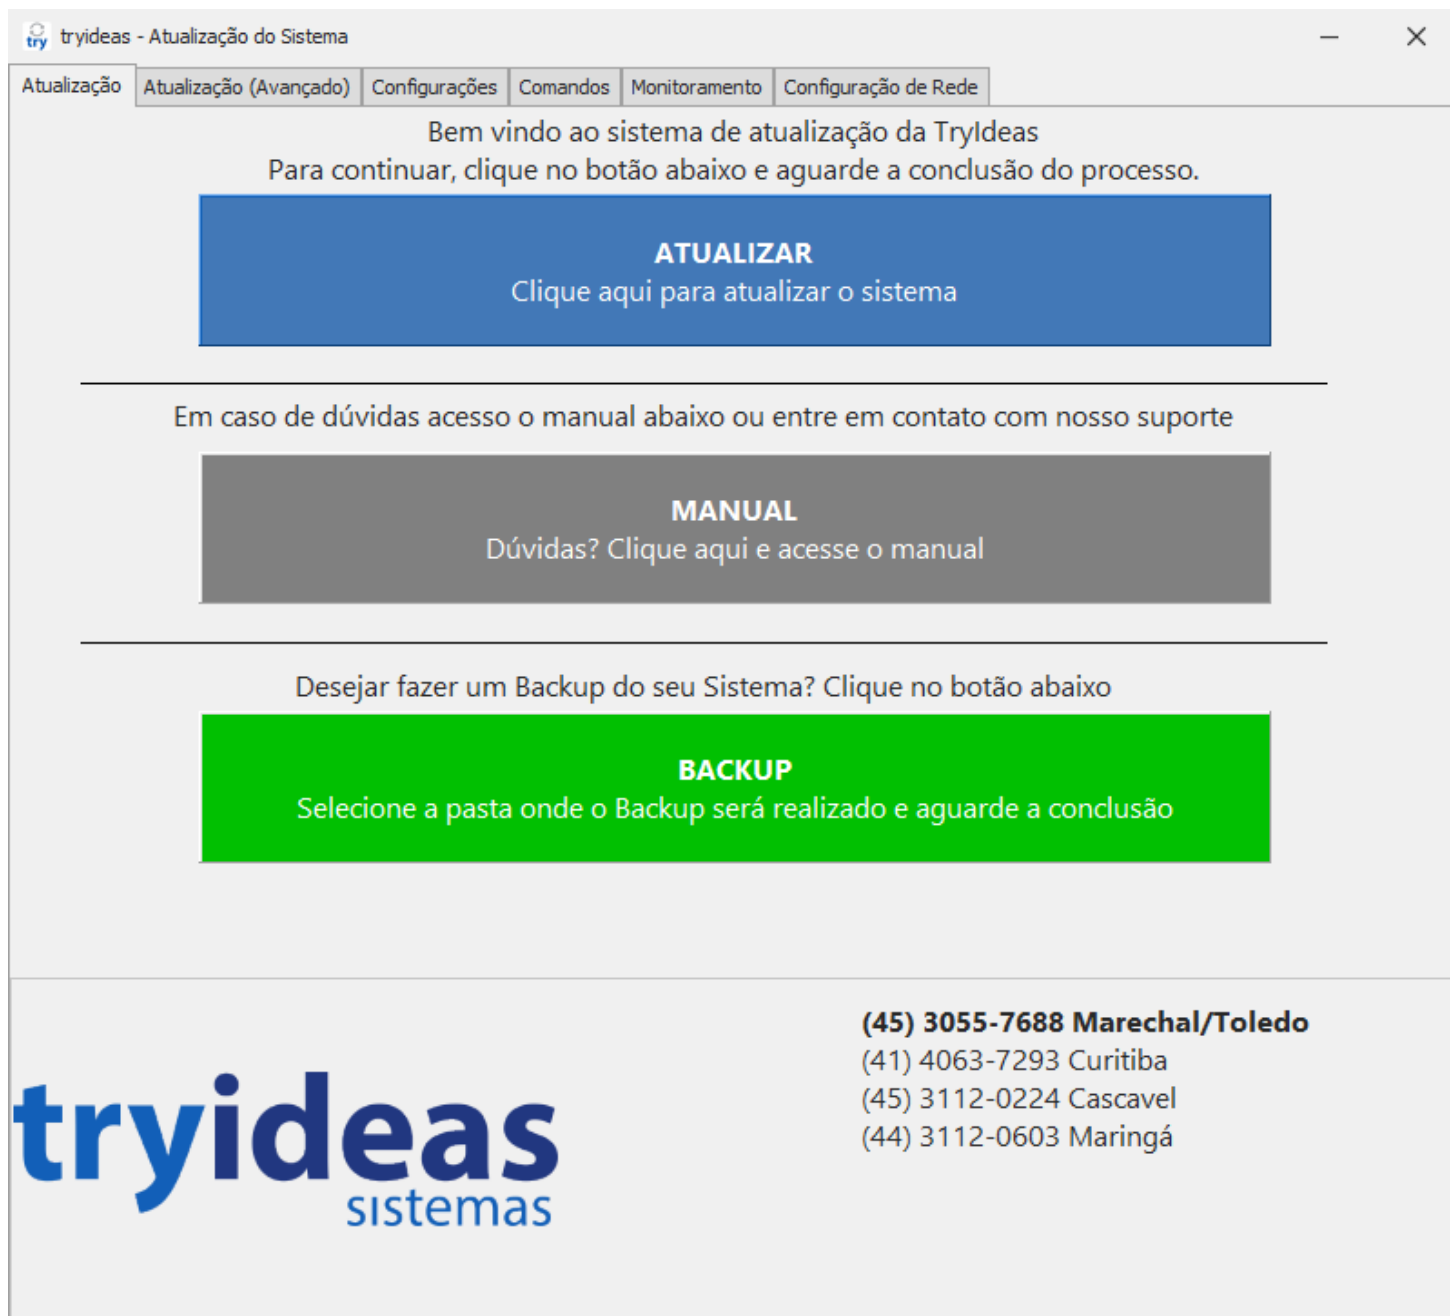 try tryideas - Atualização do Sistema
Atualização Atualização (Avançado) Configurações Comandos Monitoramento Configuração de Rede
Bem vindo ao sistema de atualização da TryIdeas
Para continuar, clique no botão abaixo e aguarde a conclusão do processo.
ATUALIZAR
Clique aqui para atualizar o sistema
Em caso de dúvidas acesso o manual abaixo ou entre em contato com nosso suporte
MANUAL
Dúvidas? Clique aqui e acesse o manual
Desejar fazer um Backup do seu Sistema? Clique no botão abaixo
BACKUP
Selecione a pasta onde o Backup será realizado e aguarde a conclusão
tryideas
sistemas
(45) 3055-7688 Marechal/Toledo
(41) 4063-7293 Curitiba
(45) 3112-0224 Cascavel
(44) 3112-0603 Maringá